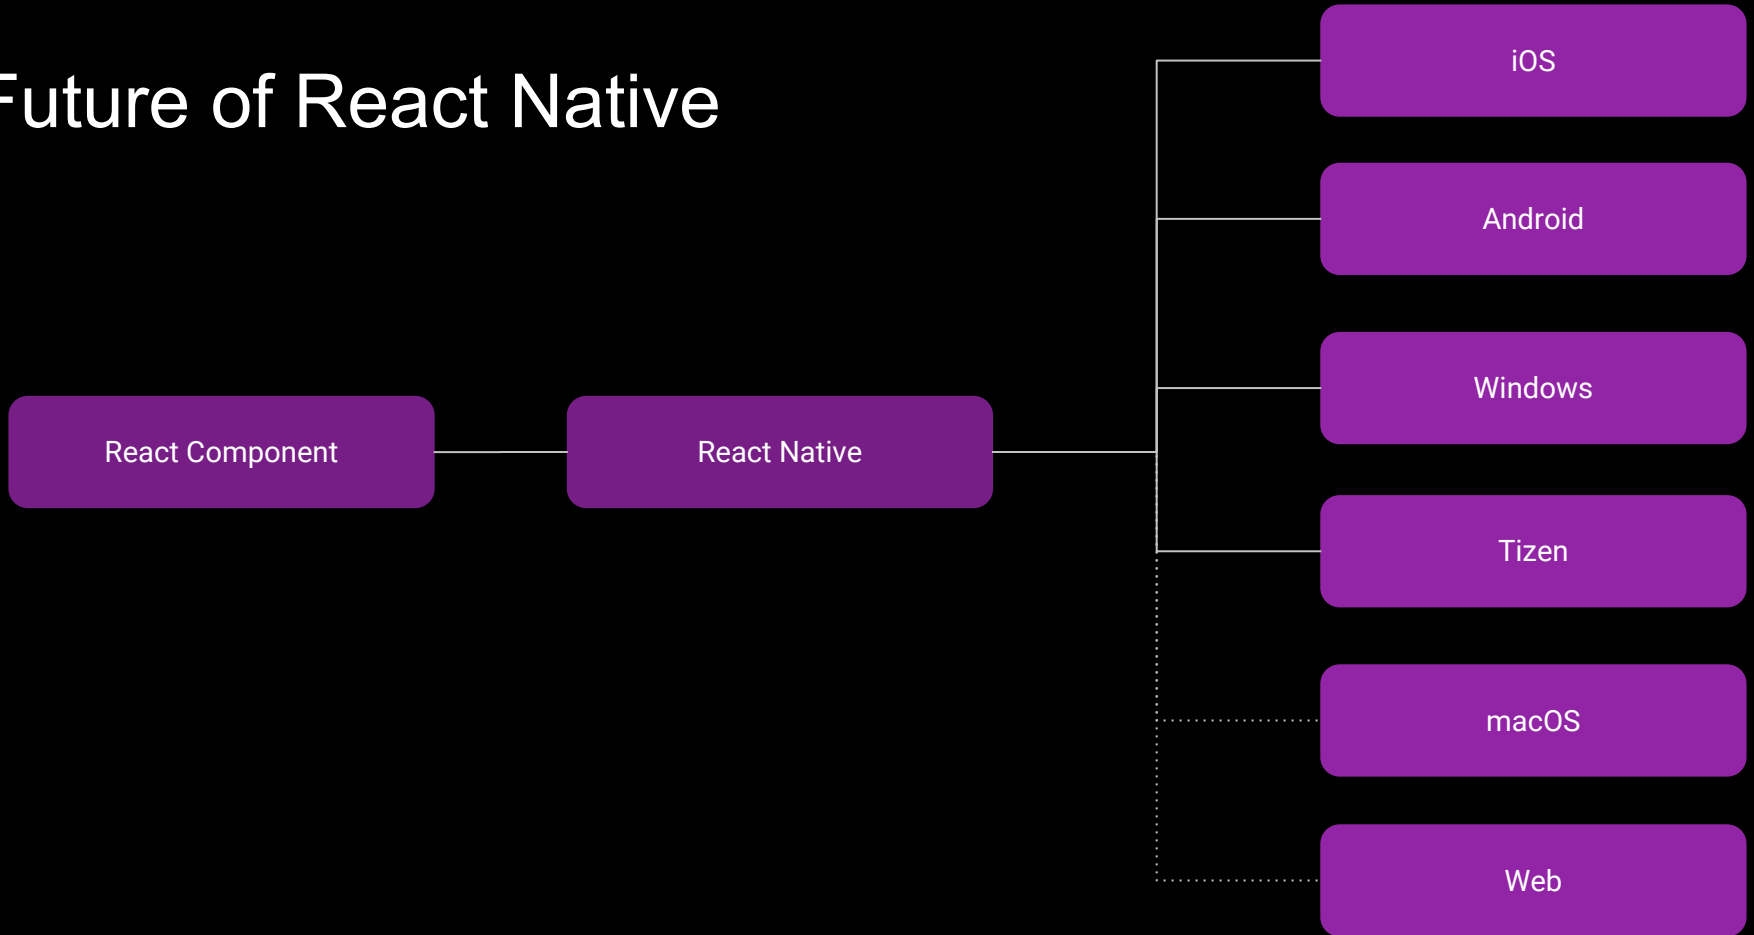 Future of React Native
iOS
Android
Windows
React Component
React Native
Tizen
macOS
Web